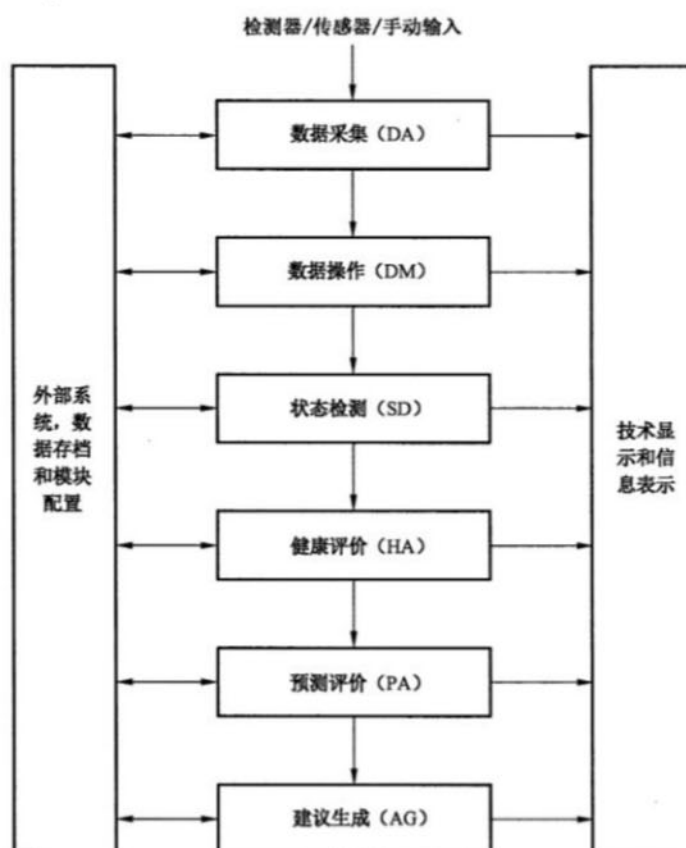 检测器/传感器/手动输入
数据采集（DA）
数据操作（DM）
状态检测（SD）
健康评价（HA）
预测评价（PA）
建议生成（AG）
外部系
统，数
据存档
和模块
配置
技术显
示和信
息表示